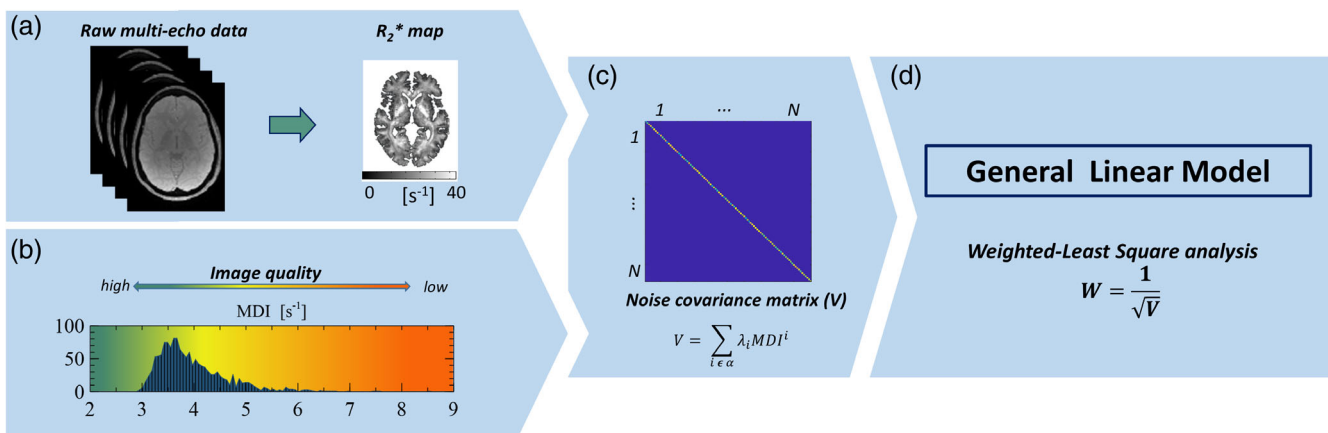 (a)
Raw multi-echo data
R₂* map
0 [s⁻¹] 40
(b)
Image quality
high
low
MDI [s⁻¹]
100
50
0
2 3 4 5 6 7 8 9
(c)
1 ... N
1
⋮
N
Noise covariance matrix (V)
V = ∑ λᵢMDIⁱ
i ϵ α
(d)
General Linear Model
Weighted-Least Square analysis
W = 1
√V